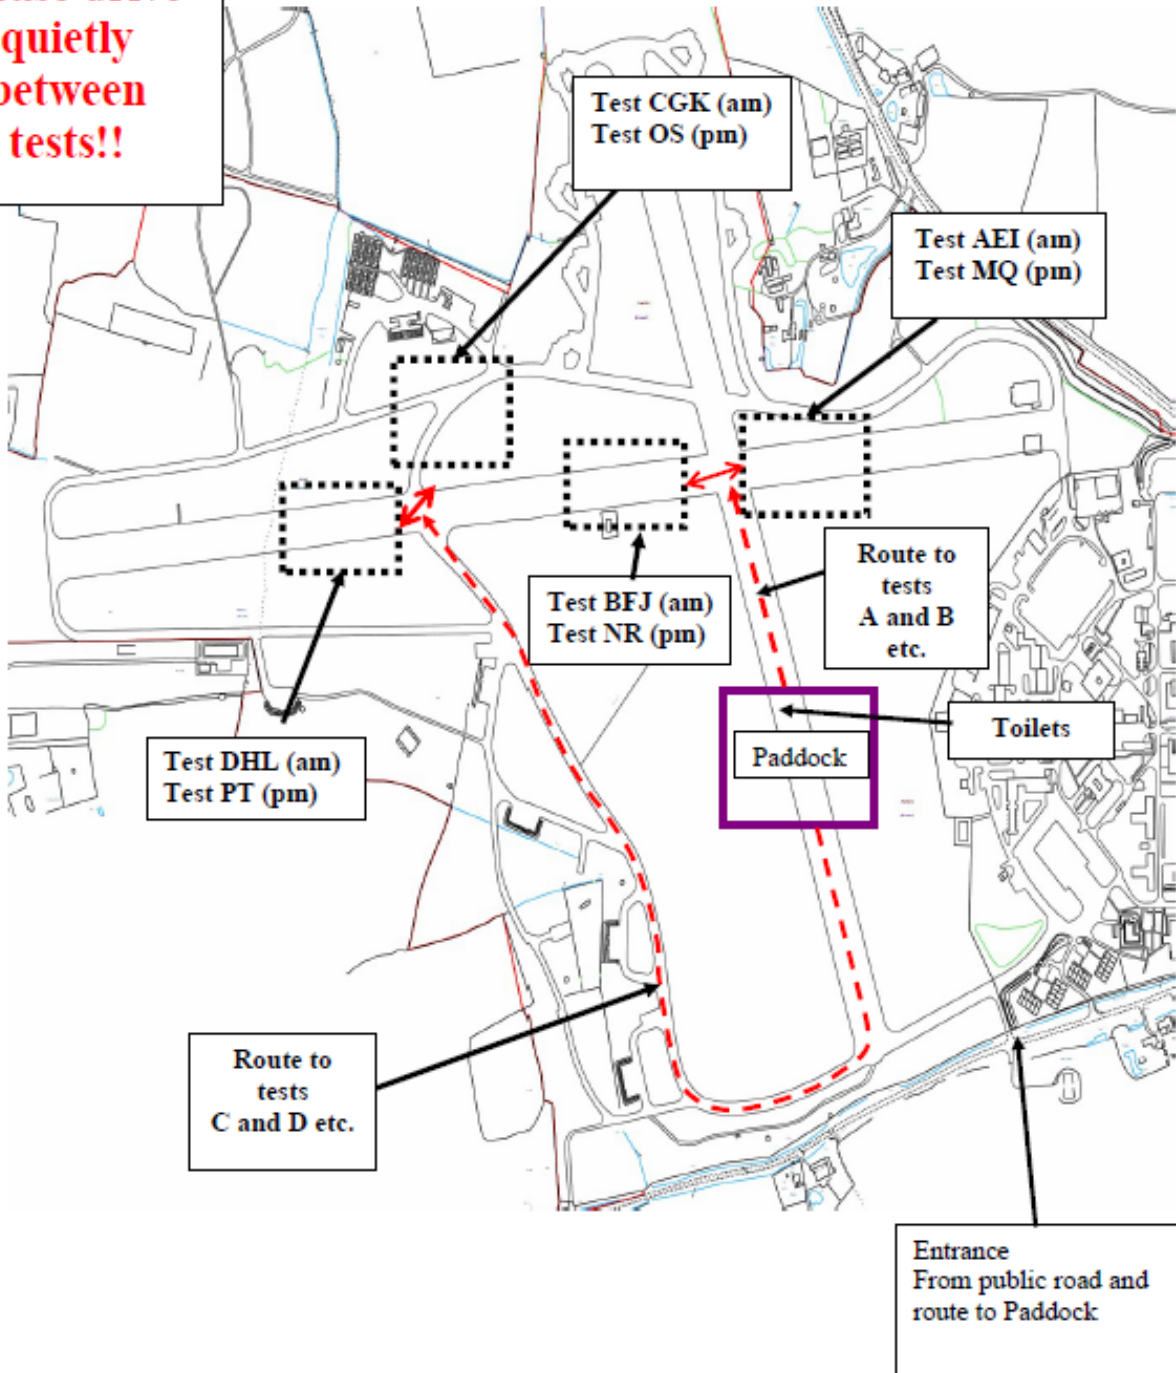 quietly
between
tests!!
Test CGK (am)
Test OS (pm)
Test AEI (am)
Test MQ (pm)
Route to
tests
A and B
etc.
Test BFJ (am)
Test NR (pm)
Toilets
Paddock
Test DHL (am)
Test PT (pm)
Route to
tests
C and D etc.
Entrance
From public road and
route to Paddock